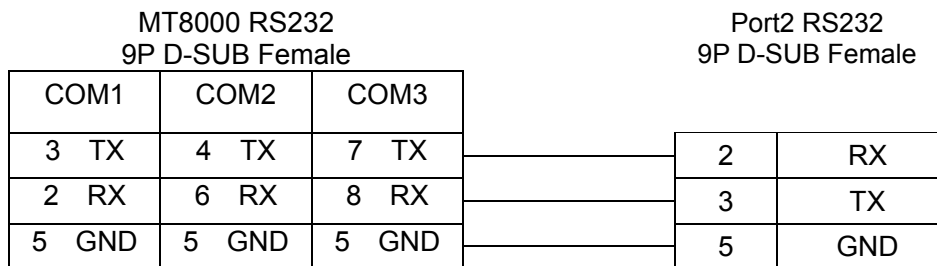 MT8000 RS232 Port2 RS232
9P D-SUB Female 9P D-SUB Female
COM1 COM2 COM3
3 TX 4 TX 7 TX 2 RX
2 RX 6 RX 8 RX 3 TX
5 GND 5 GND 5 GND 5 GND